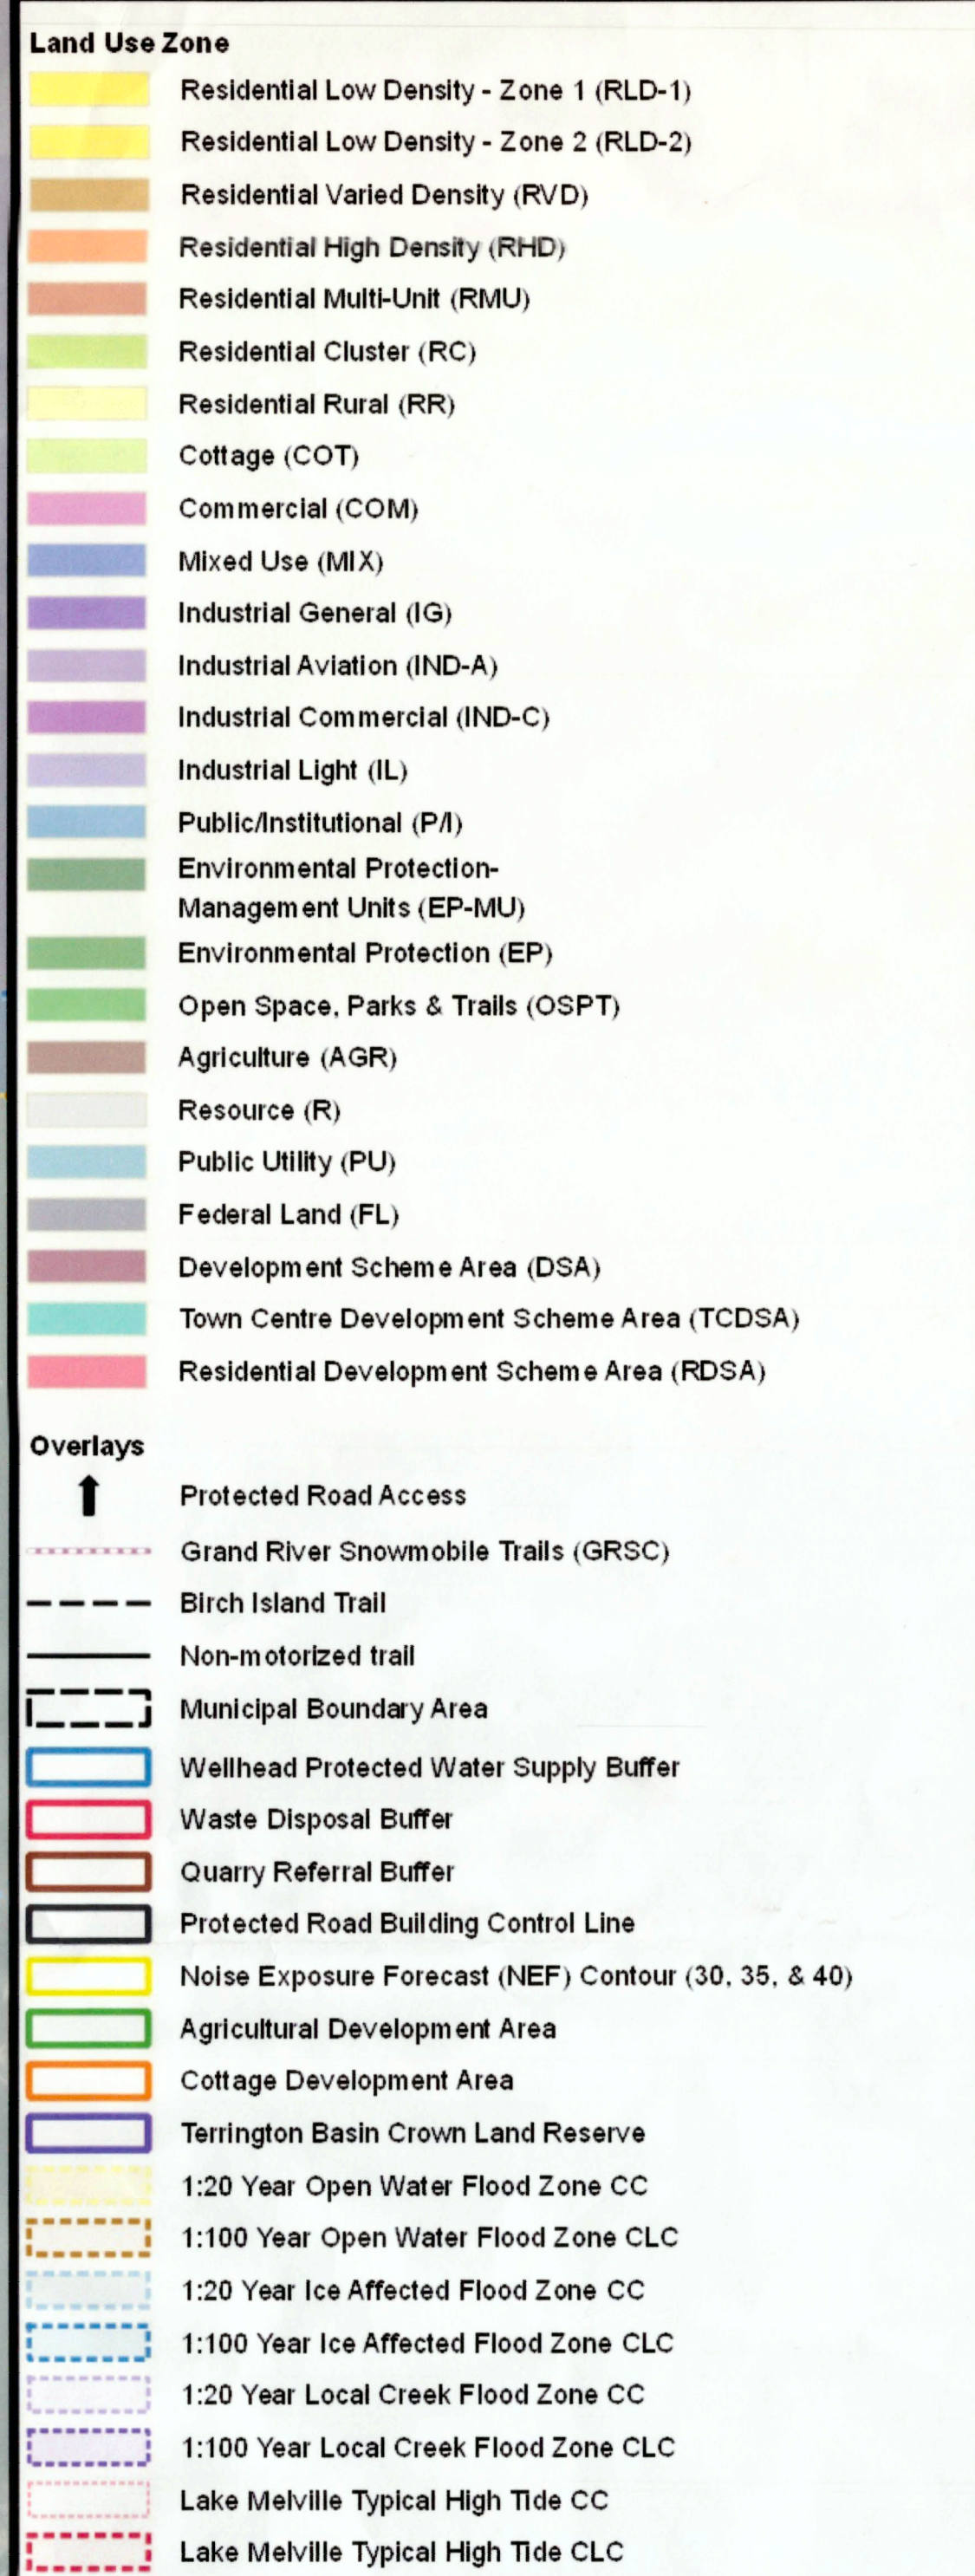 Land Use Zone
Residential Low Density - Zone 1 (RLD-1)
Residential Low Density - Zone 2 (RLD-2)
Residential Varied Density (RVD)
Residential High Density (RHD)
Residential Multi-Unit (RMU)
Residential Cluster (RC)
Residential Rural (RR)
Cottage (COT)
Commercial (COM)
Mixed Use (MIX)
Industrial General (IG)
Industrial Aviation (IND-A)
Industrial Commercial (IND-C)
Industrial Light (IL)
Public/Institutional (P/I)
Environmental Protection-
Management Units (EP-MU)
Environmental Protection (EP)
Open Space, Parks & Trails (OSPT)
Agriculture (AGR)
Resource (R)
Public Utility (PU)
Federal Land (FL)
Development Scheme Area (DSA)
Town Centre Development Scheme Area (TCDSA)
Residential Development Scheme Area (RDSA)
Overlays
Protected Road Access
Grand River Snowmobile Trails (GRSC)
Birch Island Trail
Non-motorized trail
Municipal Boundary Area
Wellhead Protected Water Supply Buffer
Waste Disposal Buffer
Quarry Referral Buffer
Protected Road Building Control Line
Noise Exposure Forecast (NEF) Contour (30, 35, & 40)
Agricultural Development Area
Cottage Development Area
Terrington Basin Crown Land Reserve
1:20 Year Open Water Flood Zone CC
1:100 Year Open Water Flood Zone CLC
1:20 Year Ice Affected Flood Zone CC
1:100 Year Ice Affected Flood Zone CLC
1:20 Year Local Creek Flood Zone CC
1:100 Year Local Creek Flood Zone CLC
Lake Melville Typical High Tide CC
Lake Melville Typical High Tide CLC